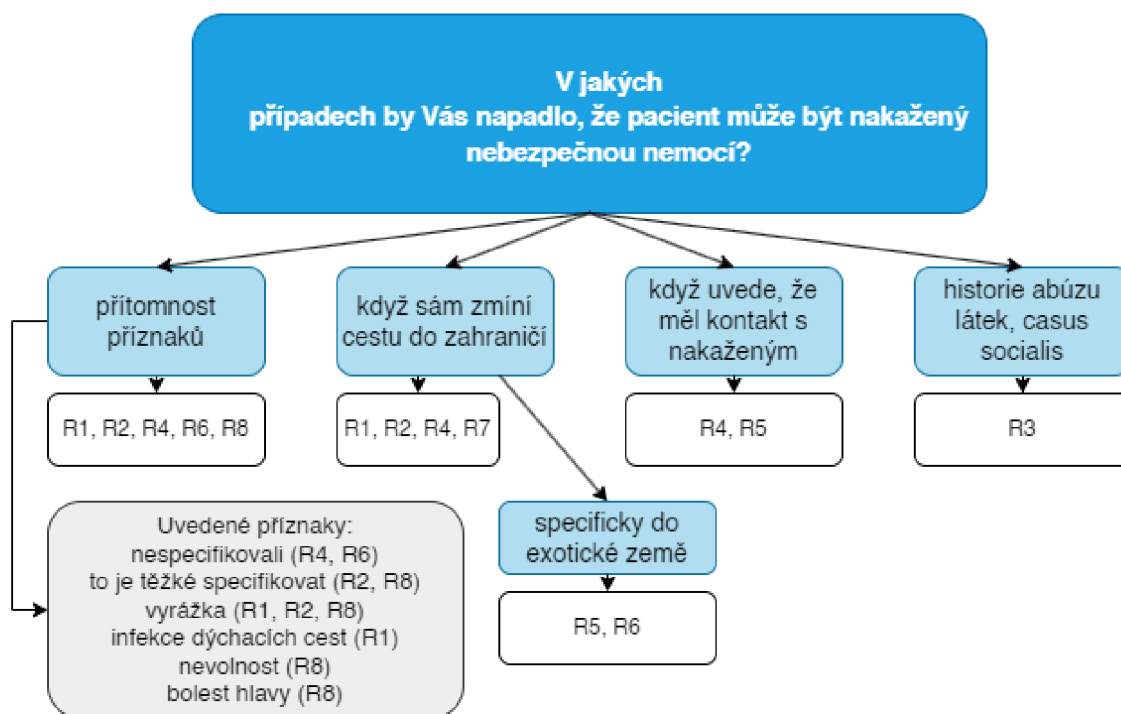 V jakých
případech by Vás napadlo, že pacient může být nakažený
nebezpečnou nemocí?
přítomnost
příznaků
když sám zmíní
cestu do zahraničí
když uvede, že
měl kontakt s
nakaženým
historie abúzu
látek, casus
socialis
R1, R2, R4, R6, R8
R1, R2, R4, R7
R4, R5
R3
Uvedené příznaky:
nespecifikovali (R4, R6)
to je těžké specifikovat (R2, R8)
vyrážka (R1, R2, R8)
infekce dýchacích cest (R1)
nevolnost (R8)
bolest hlavy (R8)
specificky do
exotické země
R5, R6